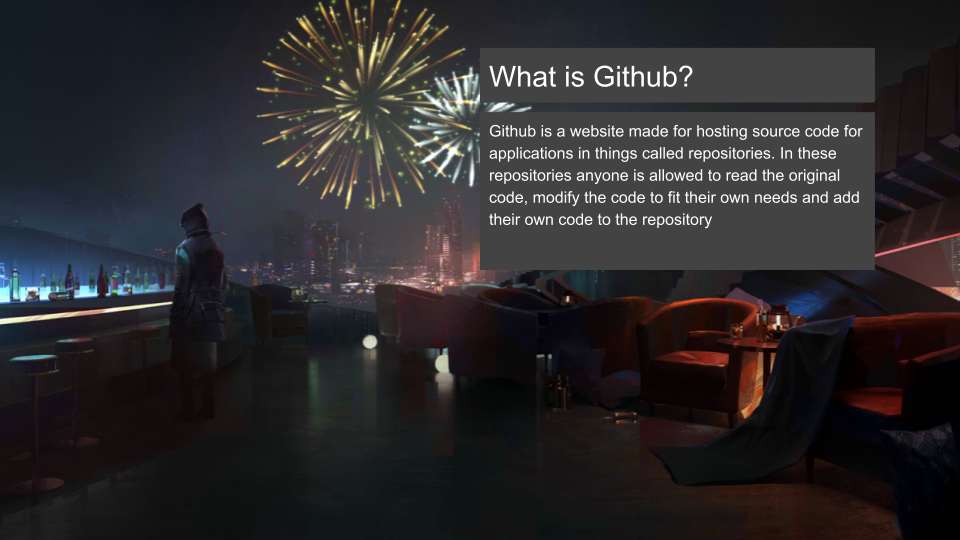 What is Github?
Github is a website made for hosting source code for
applications in things called repositories. In these
repositories anyone is allowed to read the original
code, modify the code to fit their own needs and add
their own code to the repository